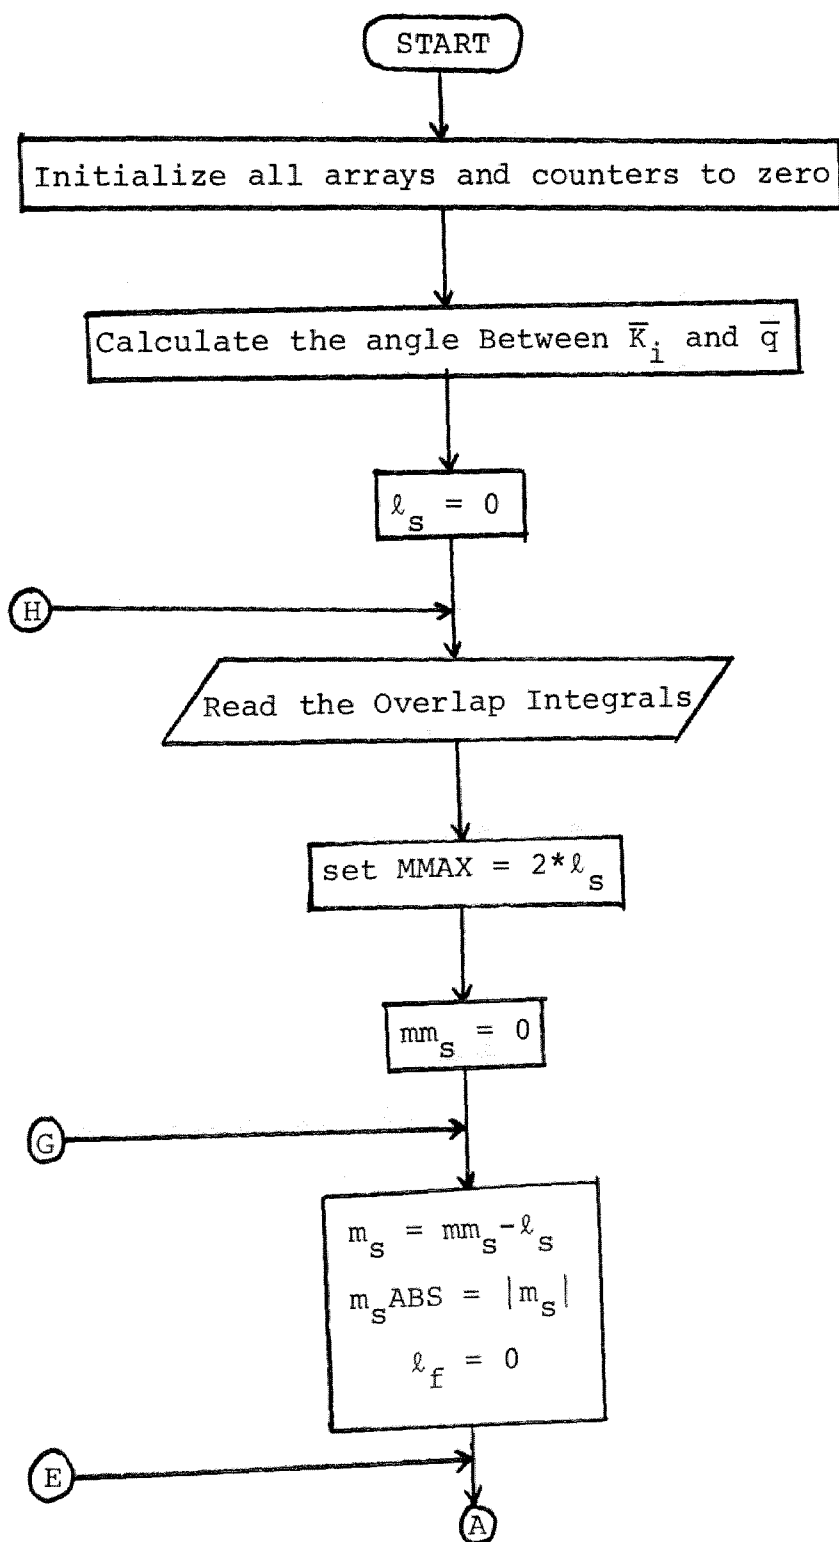 START
Initialize all arrays and counters to zero
Calculate the angle Between K̅ᵢ and q̅
ℓₛ = 0
H
Read the Overlap Integrals
set MMAX = 2*ℓₛ
mmₛ = 0
G
mₛ = mmₛ-ℓₛ
mₛABS = |mₛ|
ℓ_f = 0
E
A